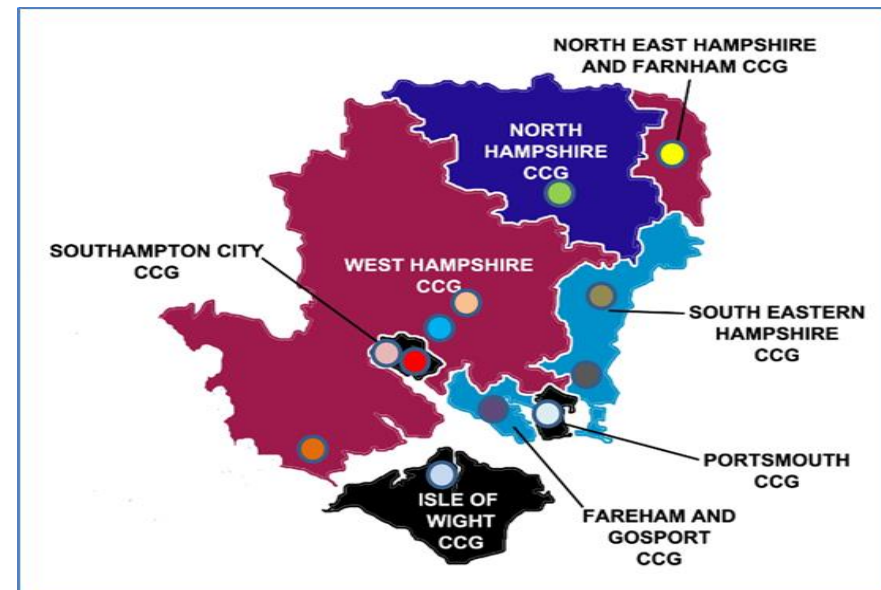 NORTH EAST HAMPSHIRE
AND FARNHAM CCG
NORTH
HAMPSHIRE
CCG
SOUTHAMPTON CITY
CCG
WEST HAMPSHIRE
CCG
SOUTH EASTERN
HAMPSHIRE
CCG
PORTSMOUTH
CCG
ISLE OF
WIGHT
CCG
FAREHAM AND
GOSPORT
CCG